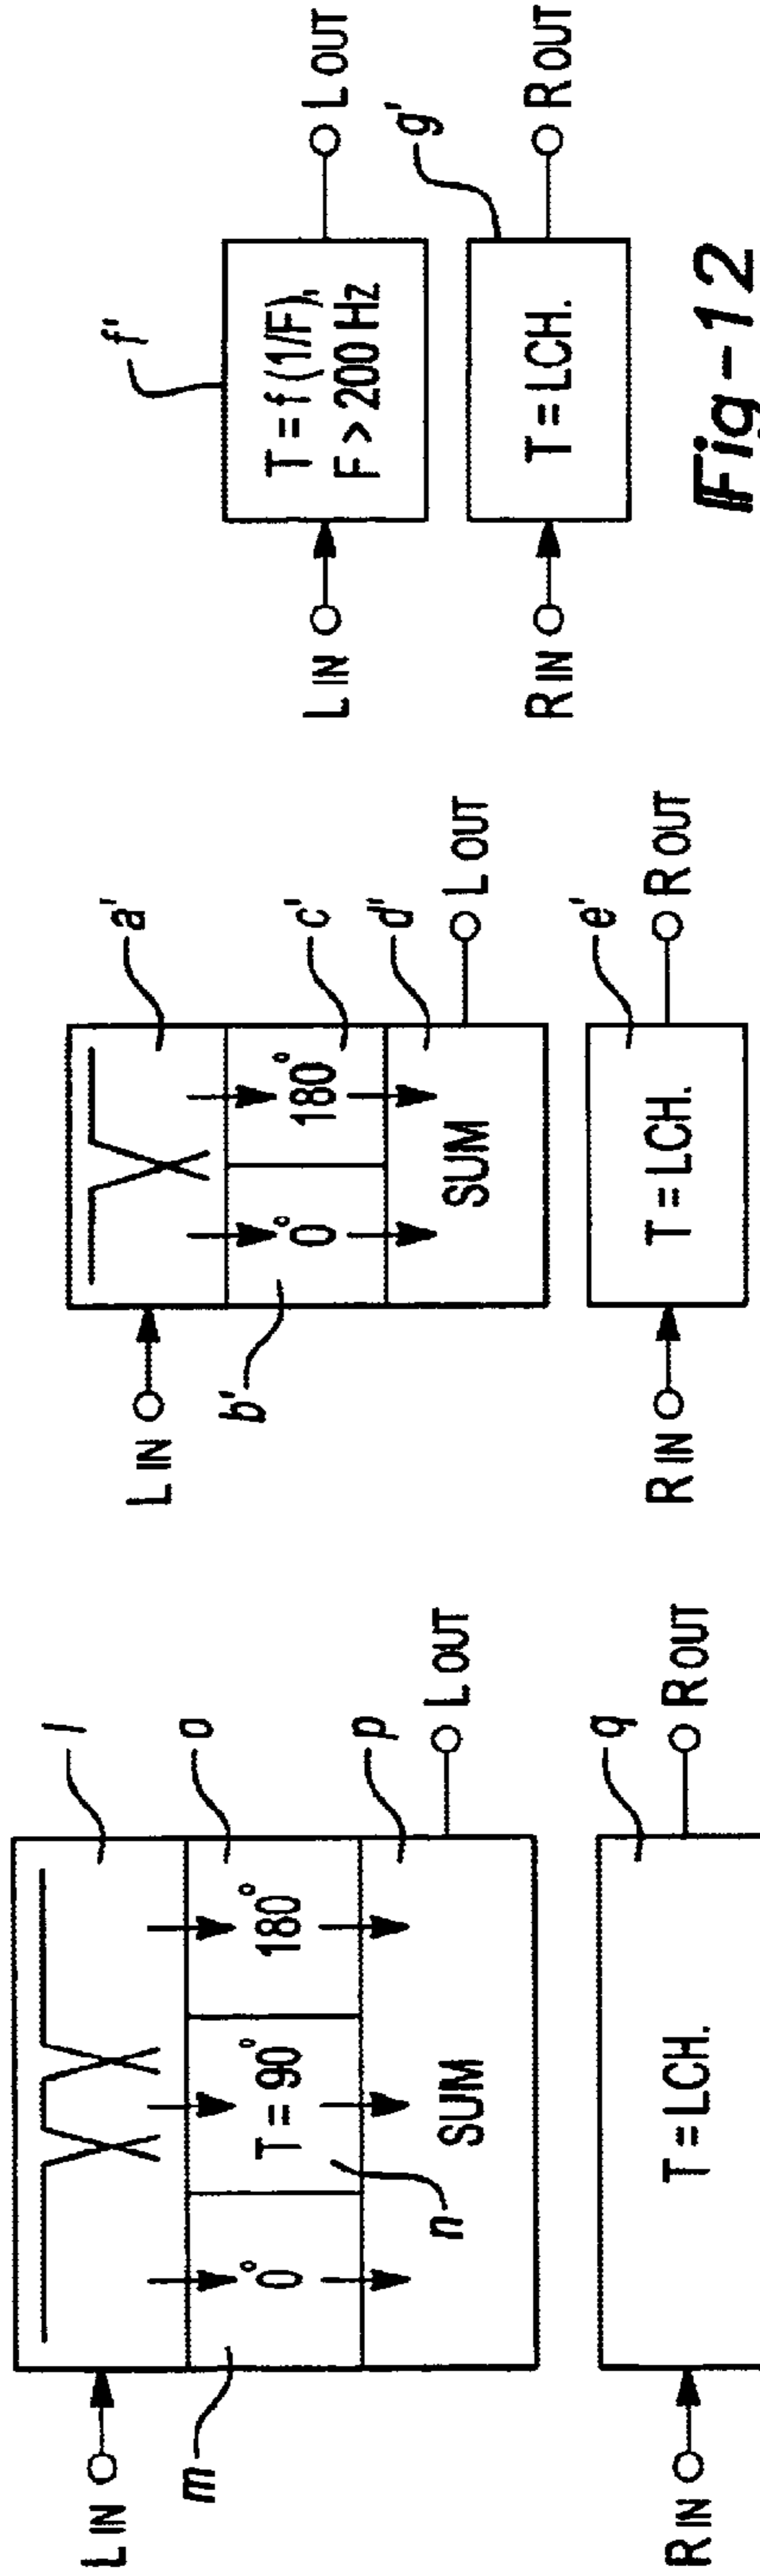 l
o
p
q
m
n
L IN
0°
T = 90°
180°
SUM
L OUT
R IN
T = LCH.
R OUT
a'
c'
d'
e'
b'
L IN
0°
180°
SUM
L OUT
R IN
T = LCH.
R OUT
f'
g'
L IN
T = f (1/F),
F > 200 Hz
L OUT
R IN
T = LCH.
R OUT
Fig-12